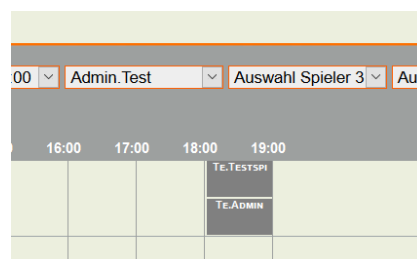 :00 Admin.Test Auswahl Spieler 3 Au
16:00 17:00 18:00 19:00
TE.TESTSPI
TE.ADMIN